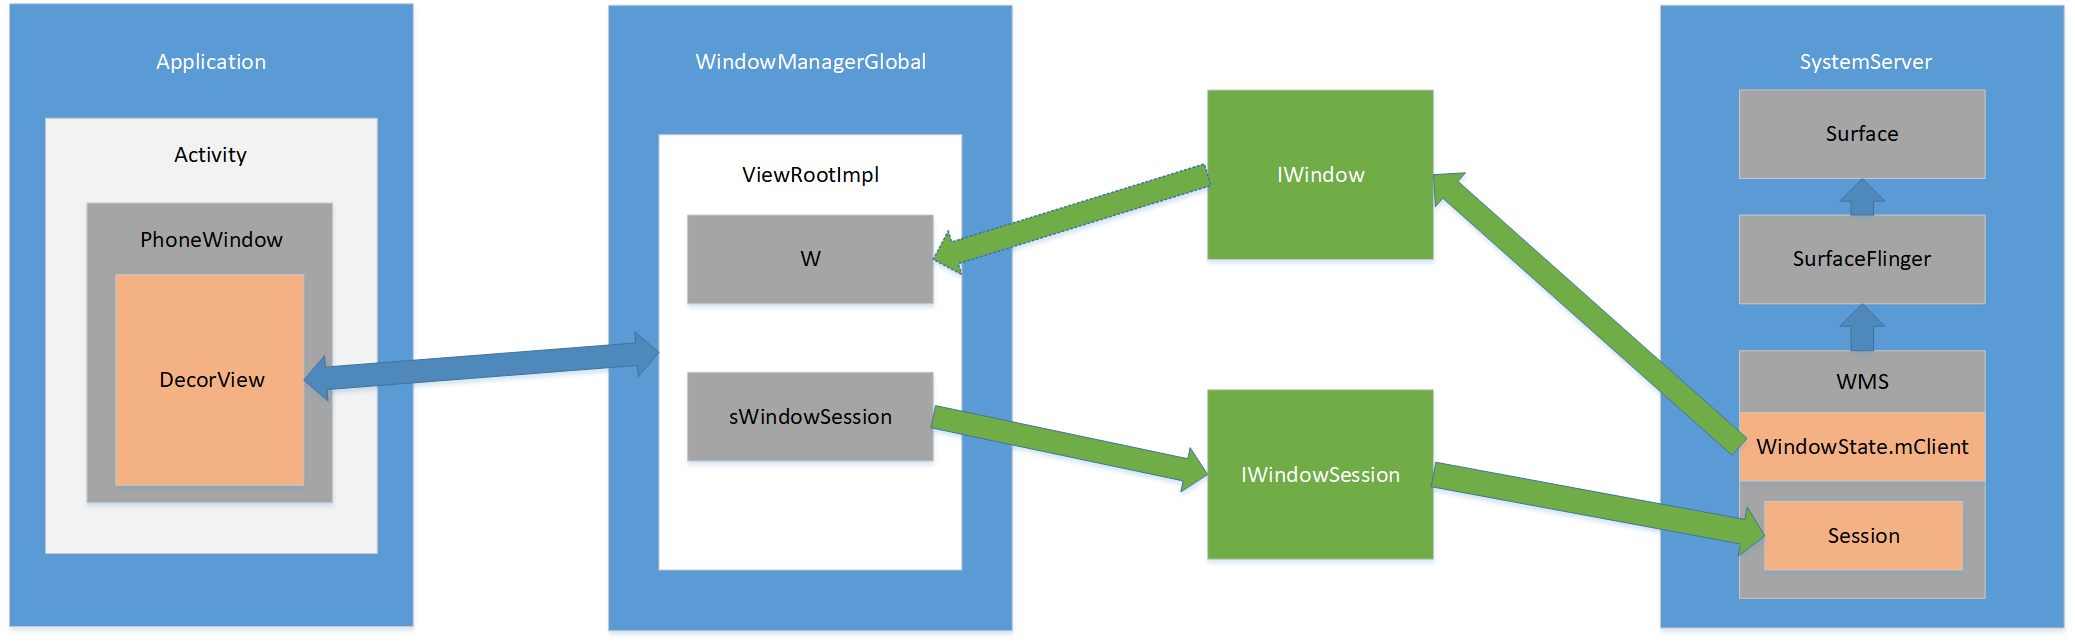 Application
Activity
PhoneWindow
DecorView
WindowManagerGlobal
ViewRootImpl
W
sWindowSession
IWindow
IWindowSession
SystemServer
Surface
SurfaceFlinger
WMS
WindowState.mClient
Session